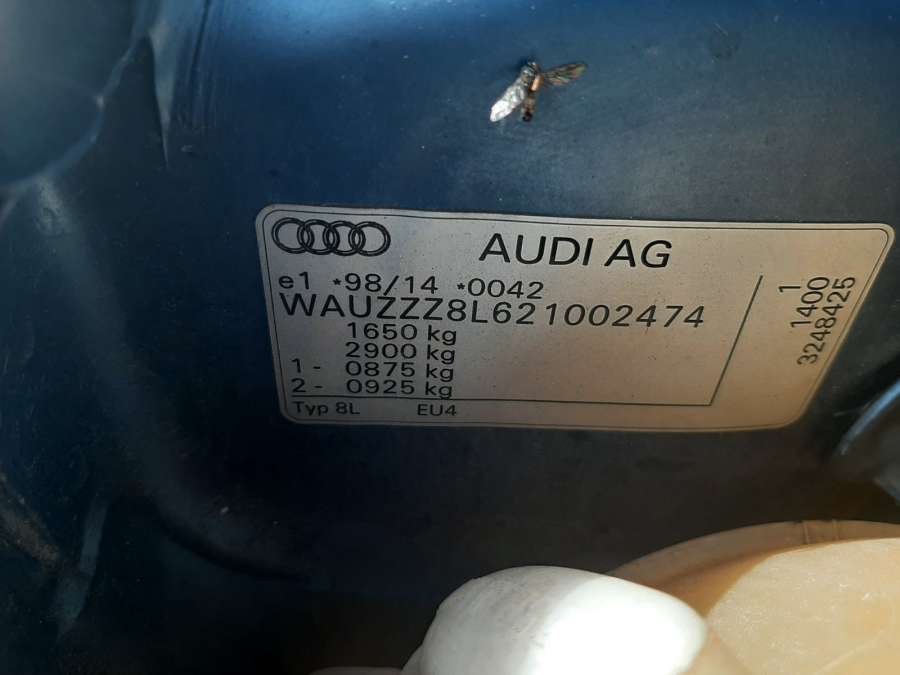 AUDI AG
e1 *98/14 *0042
WAUZZZ8L621002474
1650 kg
2900 kg
1 - 0875 kg
2 - 0925 kg
Typ 8L EU4
1
1400
3248425